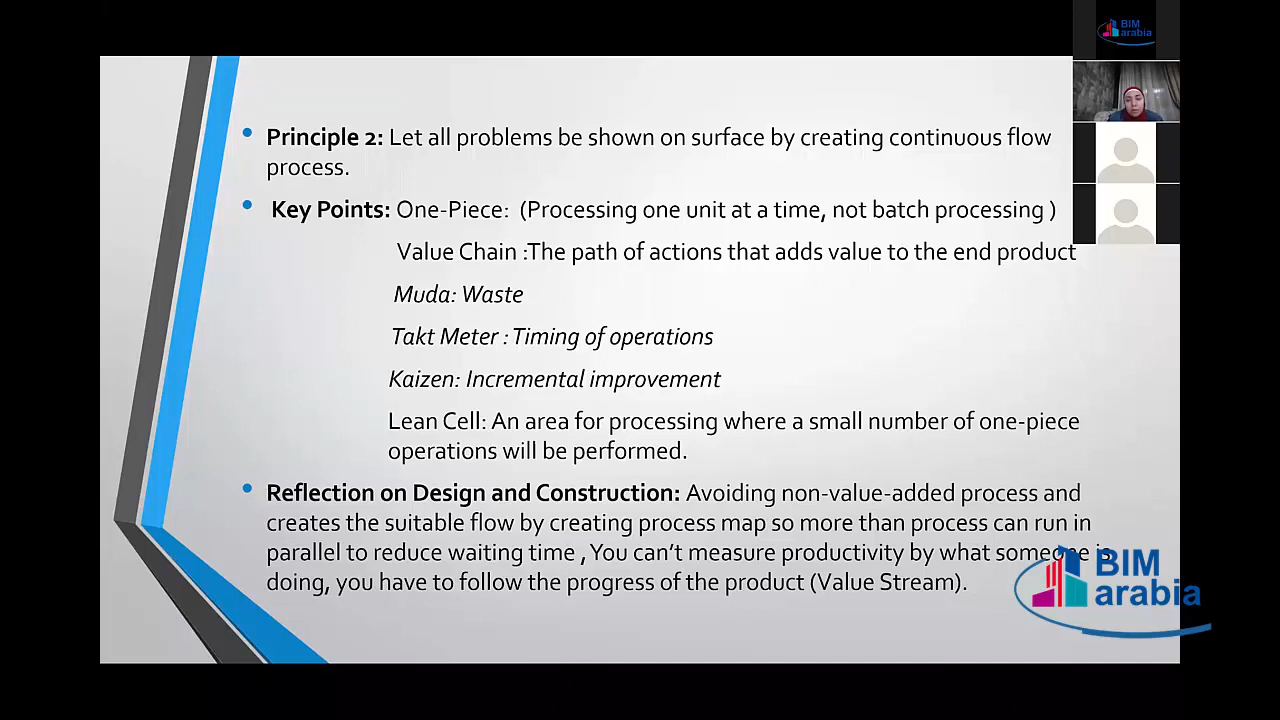 BIM
arabia
Principle 2: Let all problems be shown on surface by creating continuous flow
process.
Key Points: One-Piece: (Processing one unit at a time, not batch processing )
Value Chain :The path of actions that adds value to the end product
Muda: Waste
Takt Meter : Timing of operations
Kaizen: Incremental improvement
Lean Cell: An area for processing where a small number of one-piece
operations will be performed.
Reflection on Design and Construction: Avoiding non-value-added process and
creates the suitable flow by creating process map so more than process can run in
parallel to reduce waiting time , You can't measure productivity by what someone is
doing, you have to follow the progress of the product (Value Stream).
BIM
arabia